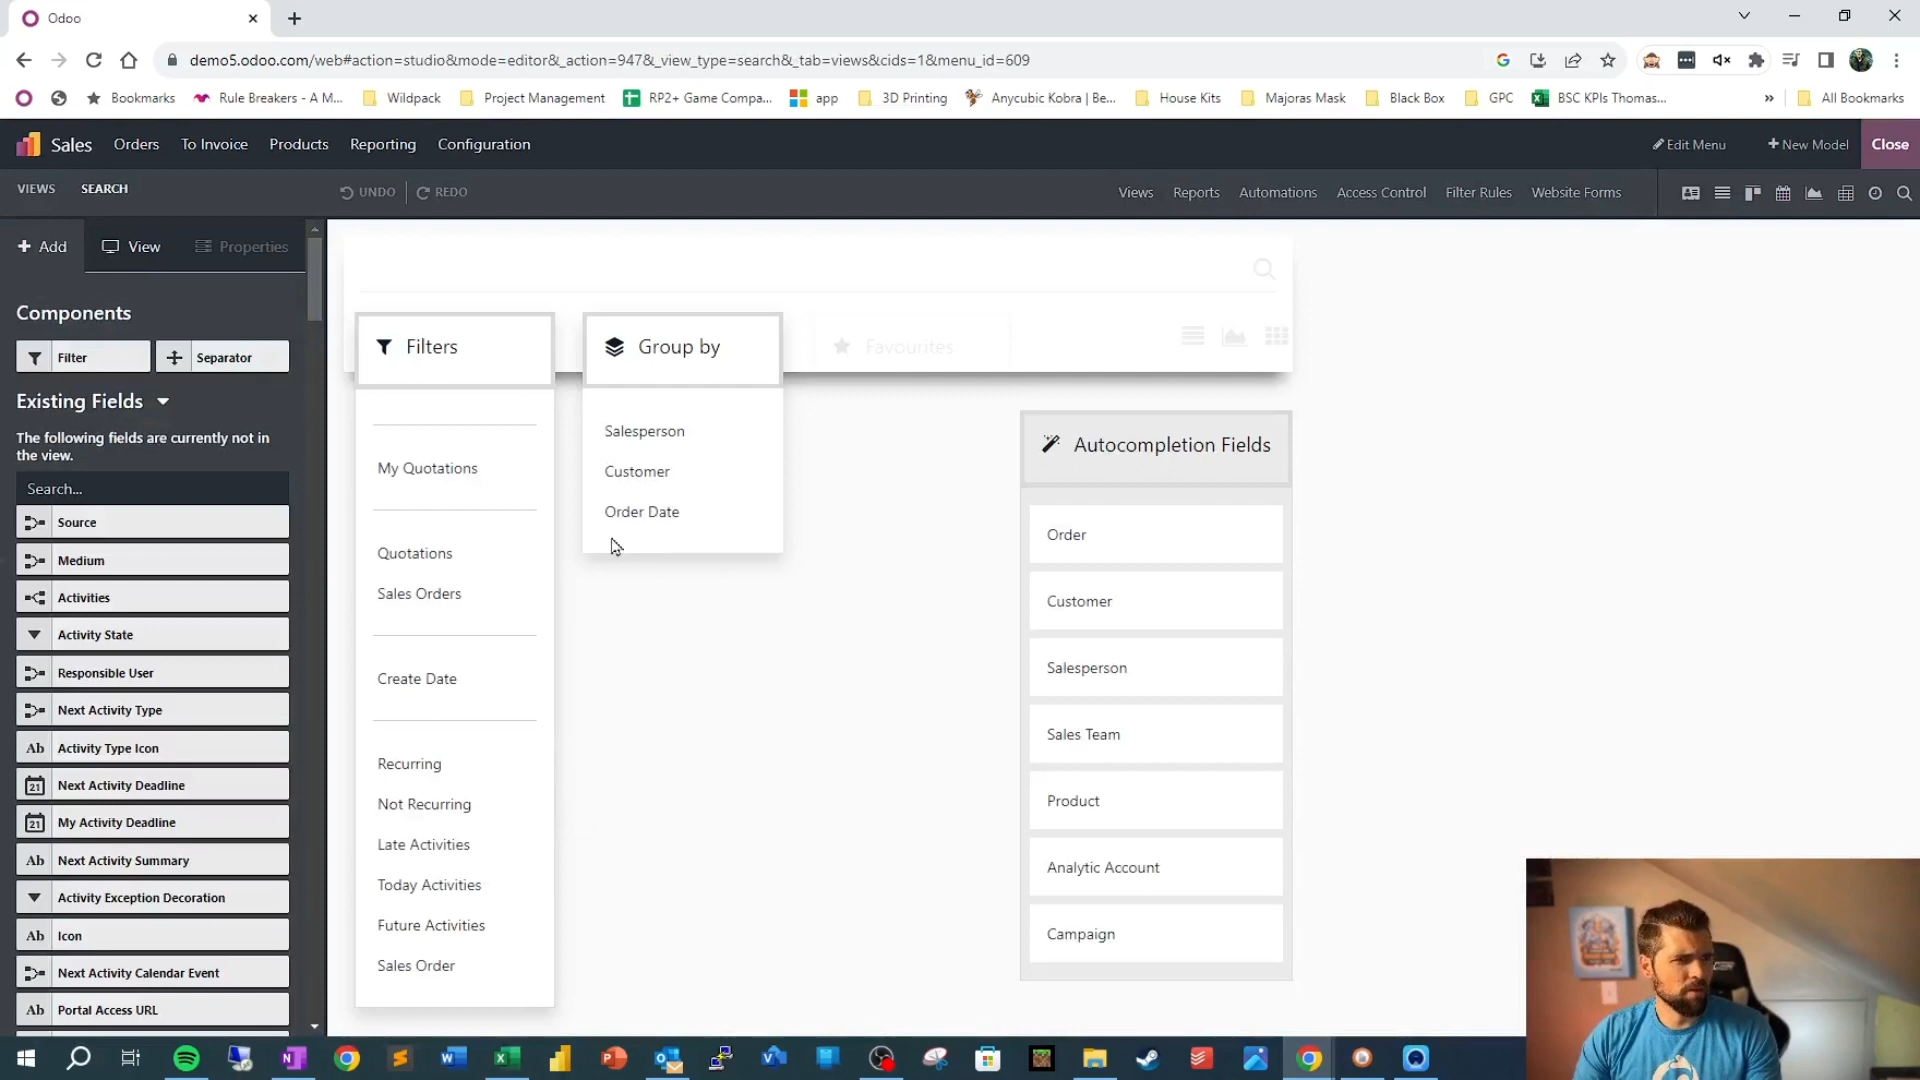 Odoo
demo5.odoo.com/web#action=studio&mode=editor&_action=947&_view_type=search&_tab=views&cids=1&menu_id=609
Bookmarks
Rule Breakers - A M...
Wildpack
Project Management
RP2+ Game Compa...
app
3D Printing
Anycubic Kobra | Be...
House Kits
Majoras Mask
Black Box
GPC
BSC KPIs Thomas...
»
All Bookmarks
Sales
Orders
To Invoice
Products
Reporting
Configuration
Edit Menu
+ New Model
Close
VIEWS
SEARCH
UNDO
REDO
Views
Reports
Automations
Access Control
Filter Rules
Website Forms
+ Add
View
Properties
Components
Filter
Separator
Existing Fields
The following fields are currently not in
the view.
Search...
Source
Medium
Activities
Activity State
Responsible User
Next Activity Type
Ab Activity Type Icon
21 Next Activity Deadline
21 My Activity Deadline
Ab Next Activity Summary
Activity Exception Decoration
Ab Icon
Next Activity Calendar Event
Ab Portal Access URL
Filters
My Quotations
Quotations
Sales Orders
Create Date
Recurring
Not Recurring
Late Activities
Today Activities
Future Activities
Sales Order
Group by
Salesperson
Customer
Order Date
Favourites
Autocompletion Fields
Order
Customer
Salesperson
Sales Team
Product
Analytic Account
Campaign